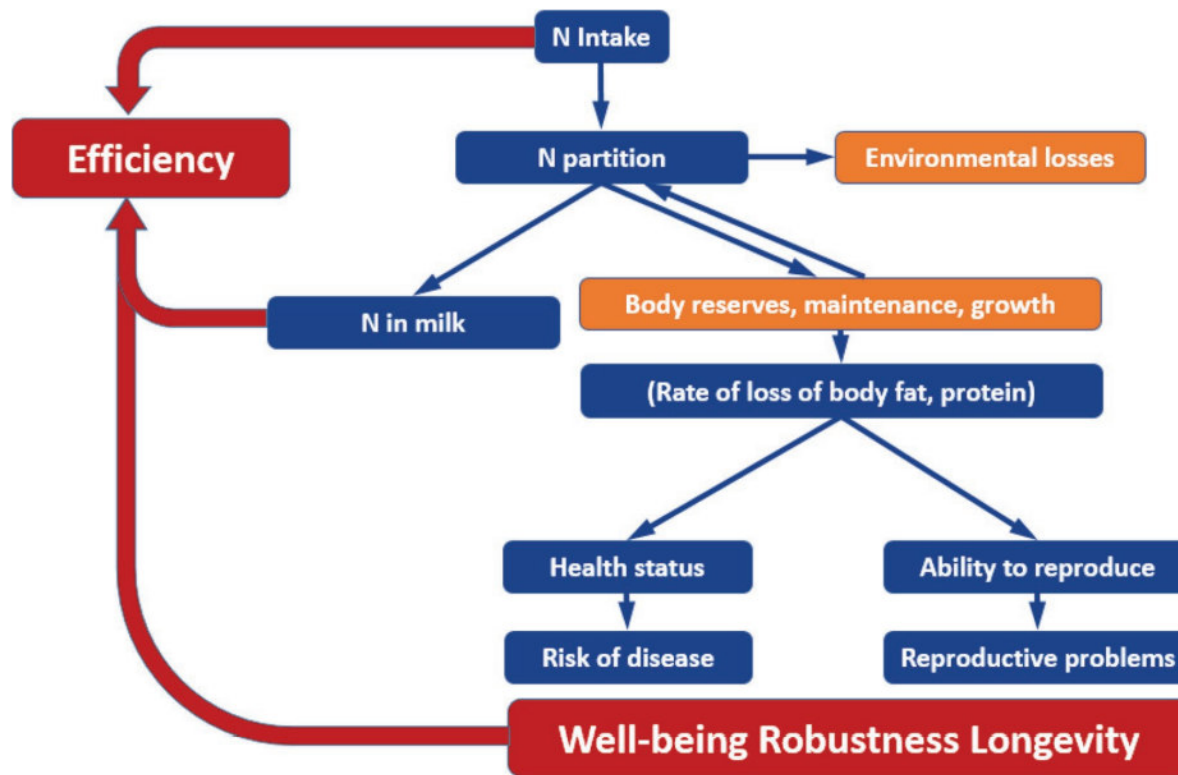 N Intake
Efficiency
N partition
Environmental losses
Body reserves, maintenance, growth
N in milk
(Rate of loss of body fat, protein)
Health status
Ability to reproduce
Risk of disease
Reproductive problems
Well-being Robustness Longevity